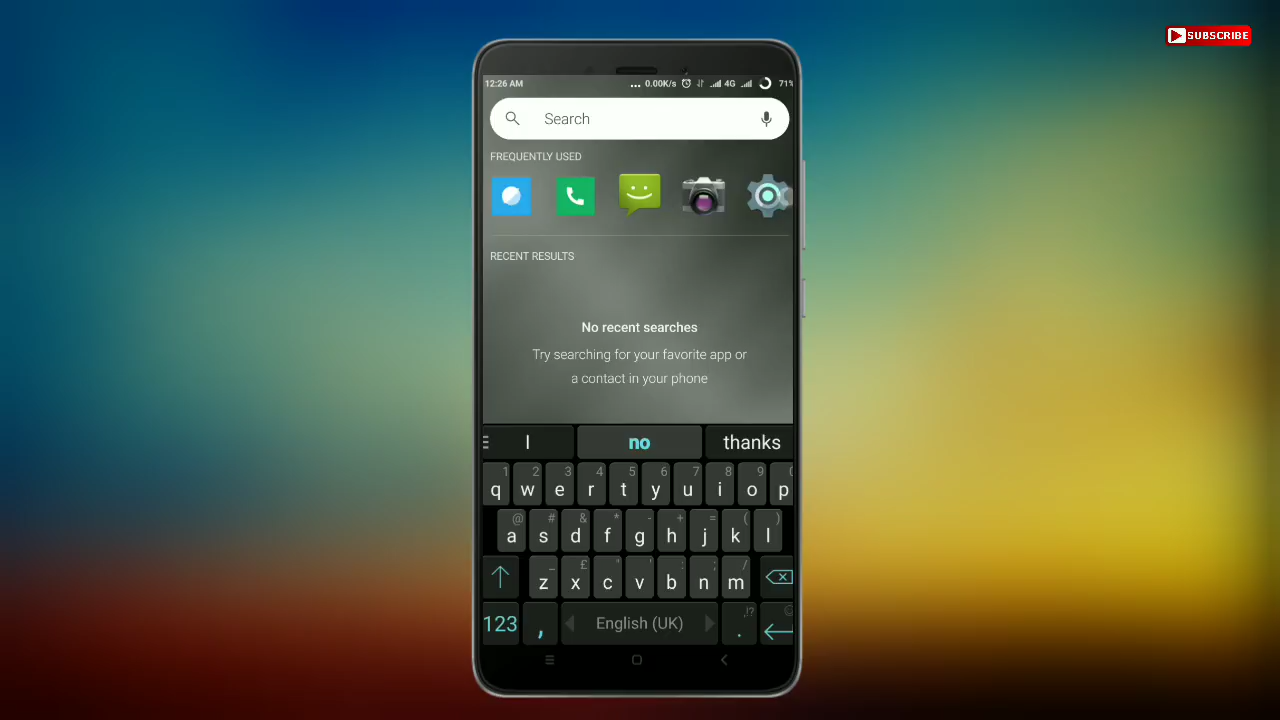 SUBSCRIBE
12:26 AM ... 0.00K/s 4G 71%
Search
FREQUENTLY USED
RECENT RESULTS
No recent searches
Try searching for your favorite app or
a contact in your phone
I no thanks
1 2 3 4 5 6 7 8 9 0
q w e r t y u i o p
@ # & * - + = ( )
a s d f g h j k l
_ £ " ' : ; /
z x c v b n m
,!?
123 , English (UK) .